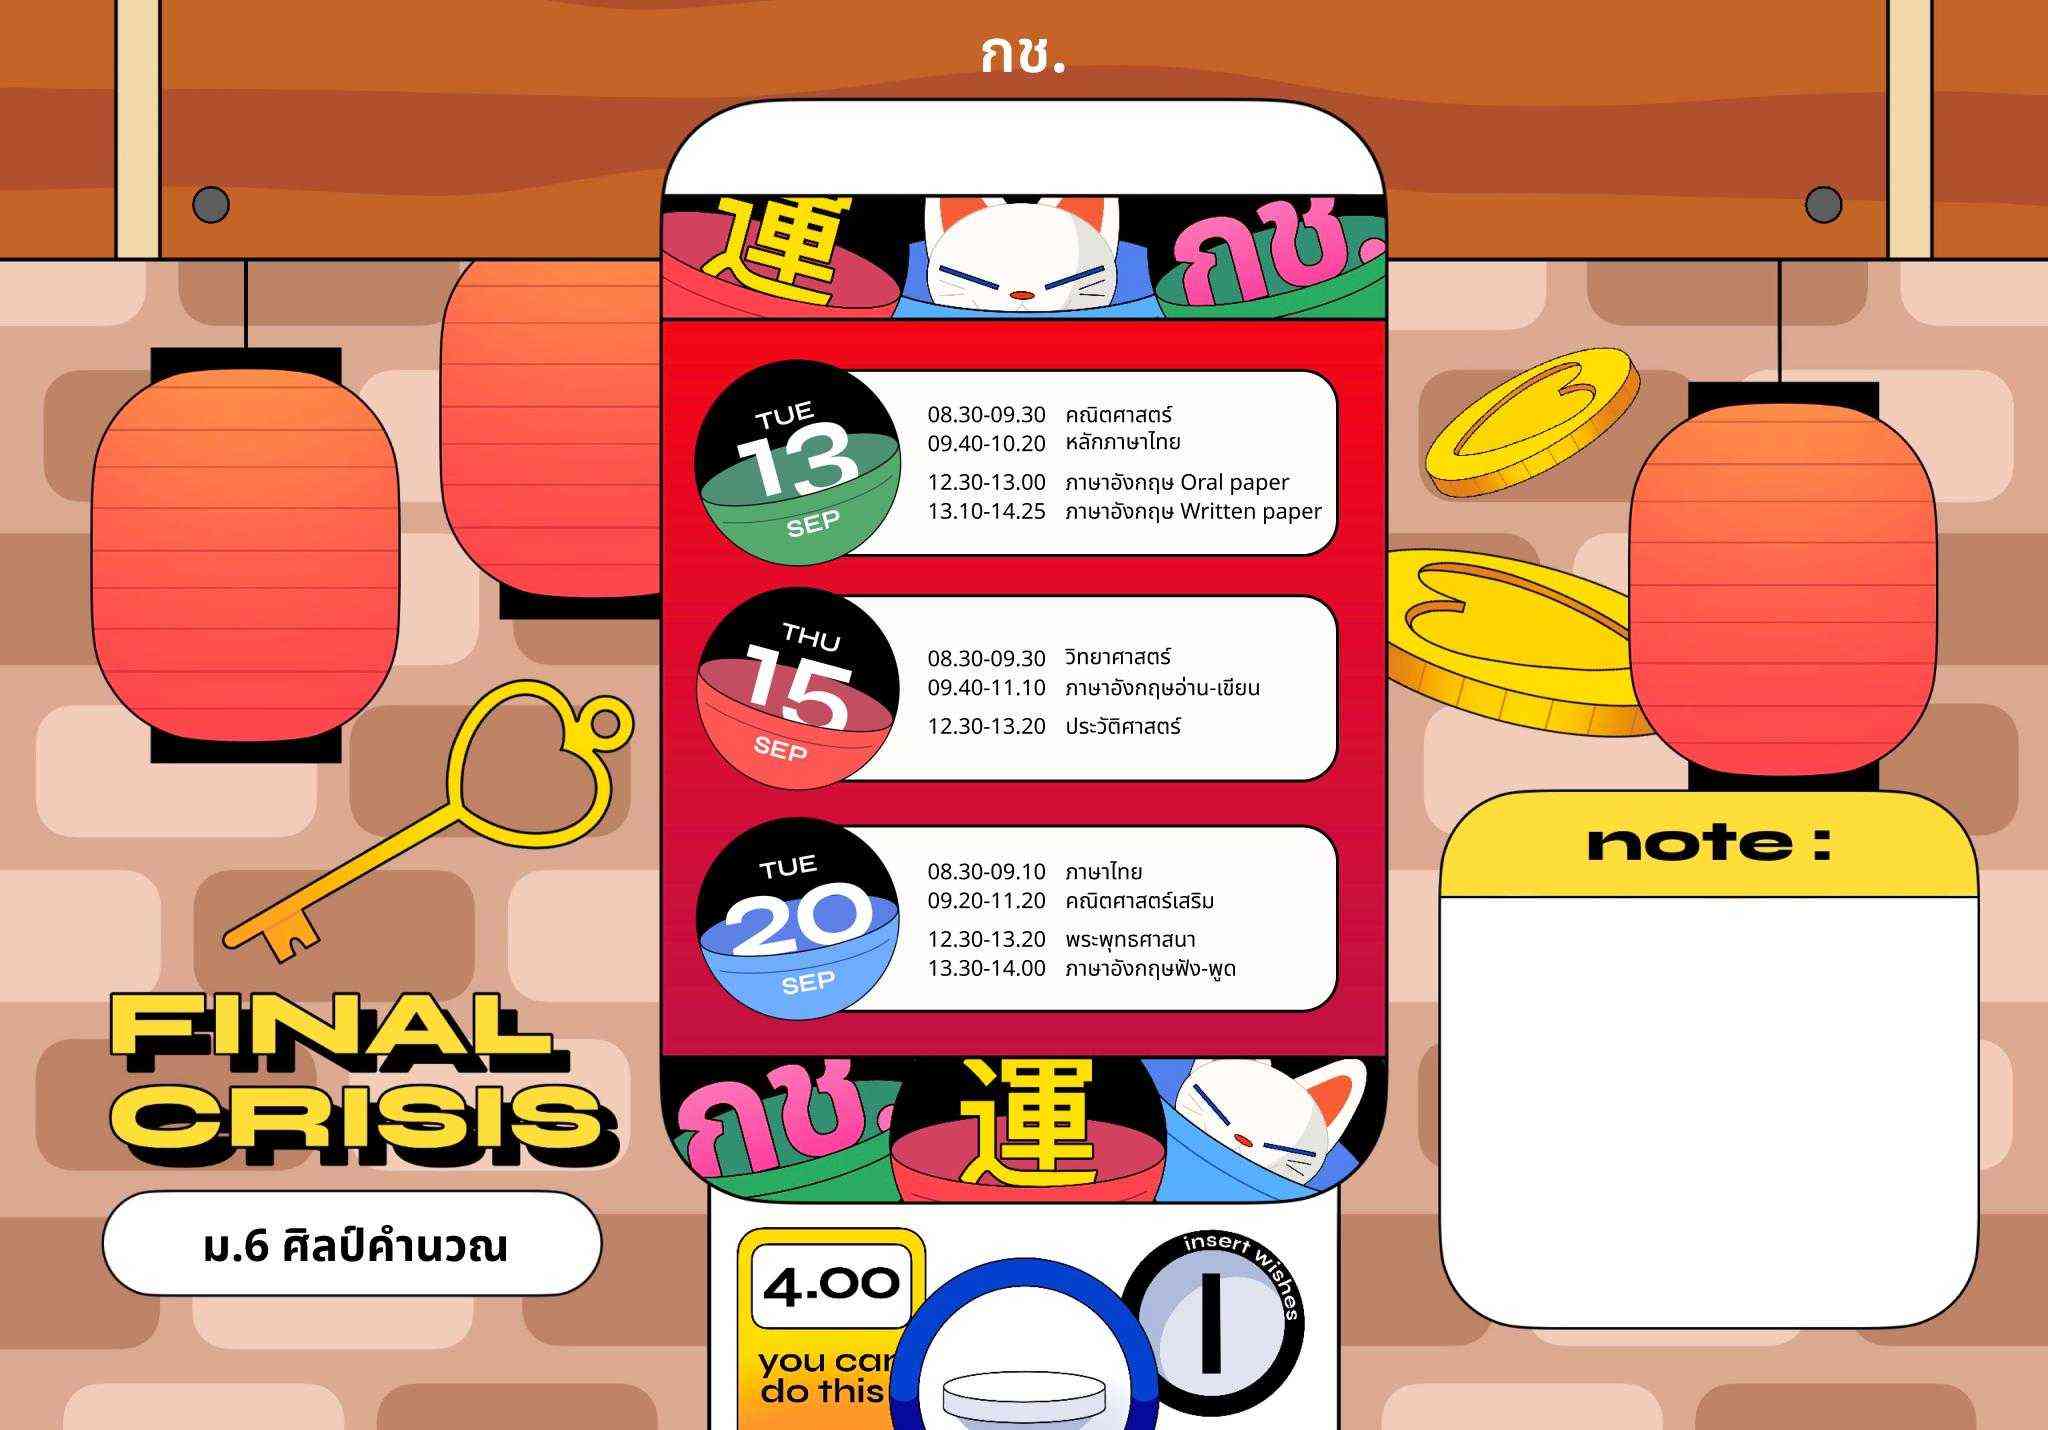 กช.
運
กช.
TUE
13
SEP
08.30-09.30 คณิตศาสตร์
09.40-10.20 หลักภาษาไทย
12.30-13.00 ภาษาอังกฤษ Oral paper
13.10-14.25 ภาษาอังกฤษ Written paper
THU
15
SEP
08.30-09.30 วิทยาศาสตร์
09.40-11.10 ภาษาอังกฤษอ่าน-เขียน
12.30-13.20 ประวัติศาสตร์
TUE
20
SEP
08.30-09.10 ภาษาไทย
09.20-11.20 คณิตศาสตร์เสริม
12.30-13.20 พระพุทธศาสนา
13.30-14.00 ภาษาอังกฤษฟัง-พูด
note :
FINAL
CRISIS
ม.6 ศิลป์คำนวณ
กช.
運
4.00
you can
do this
insert wishes